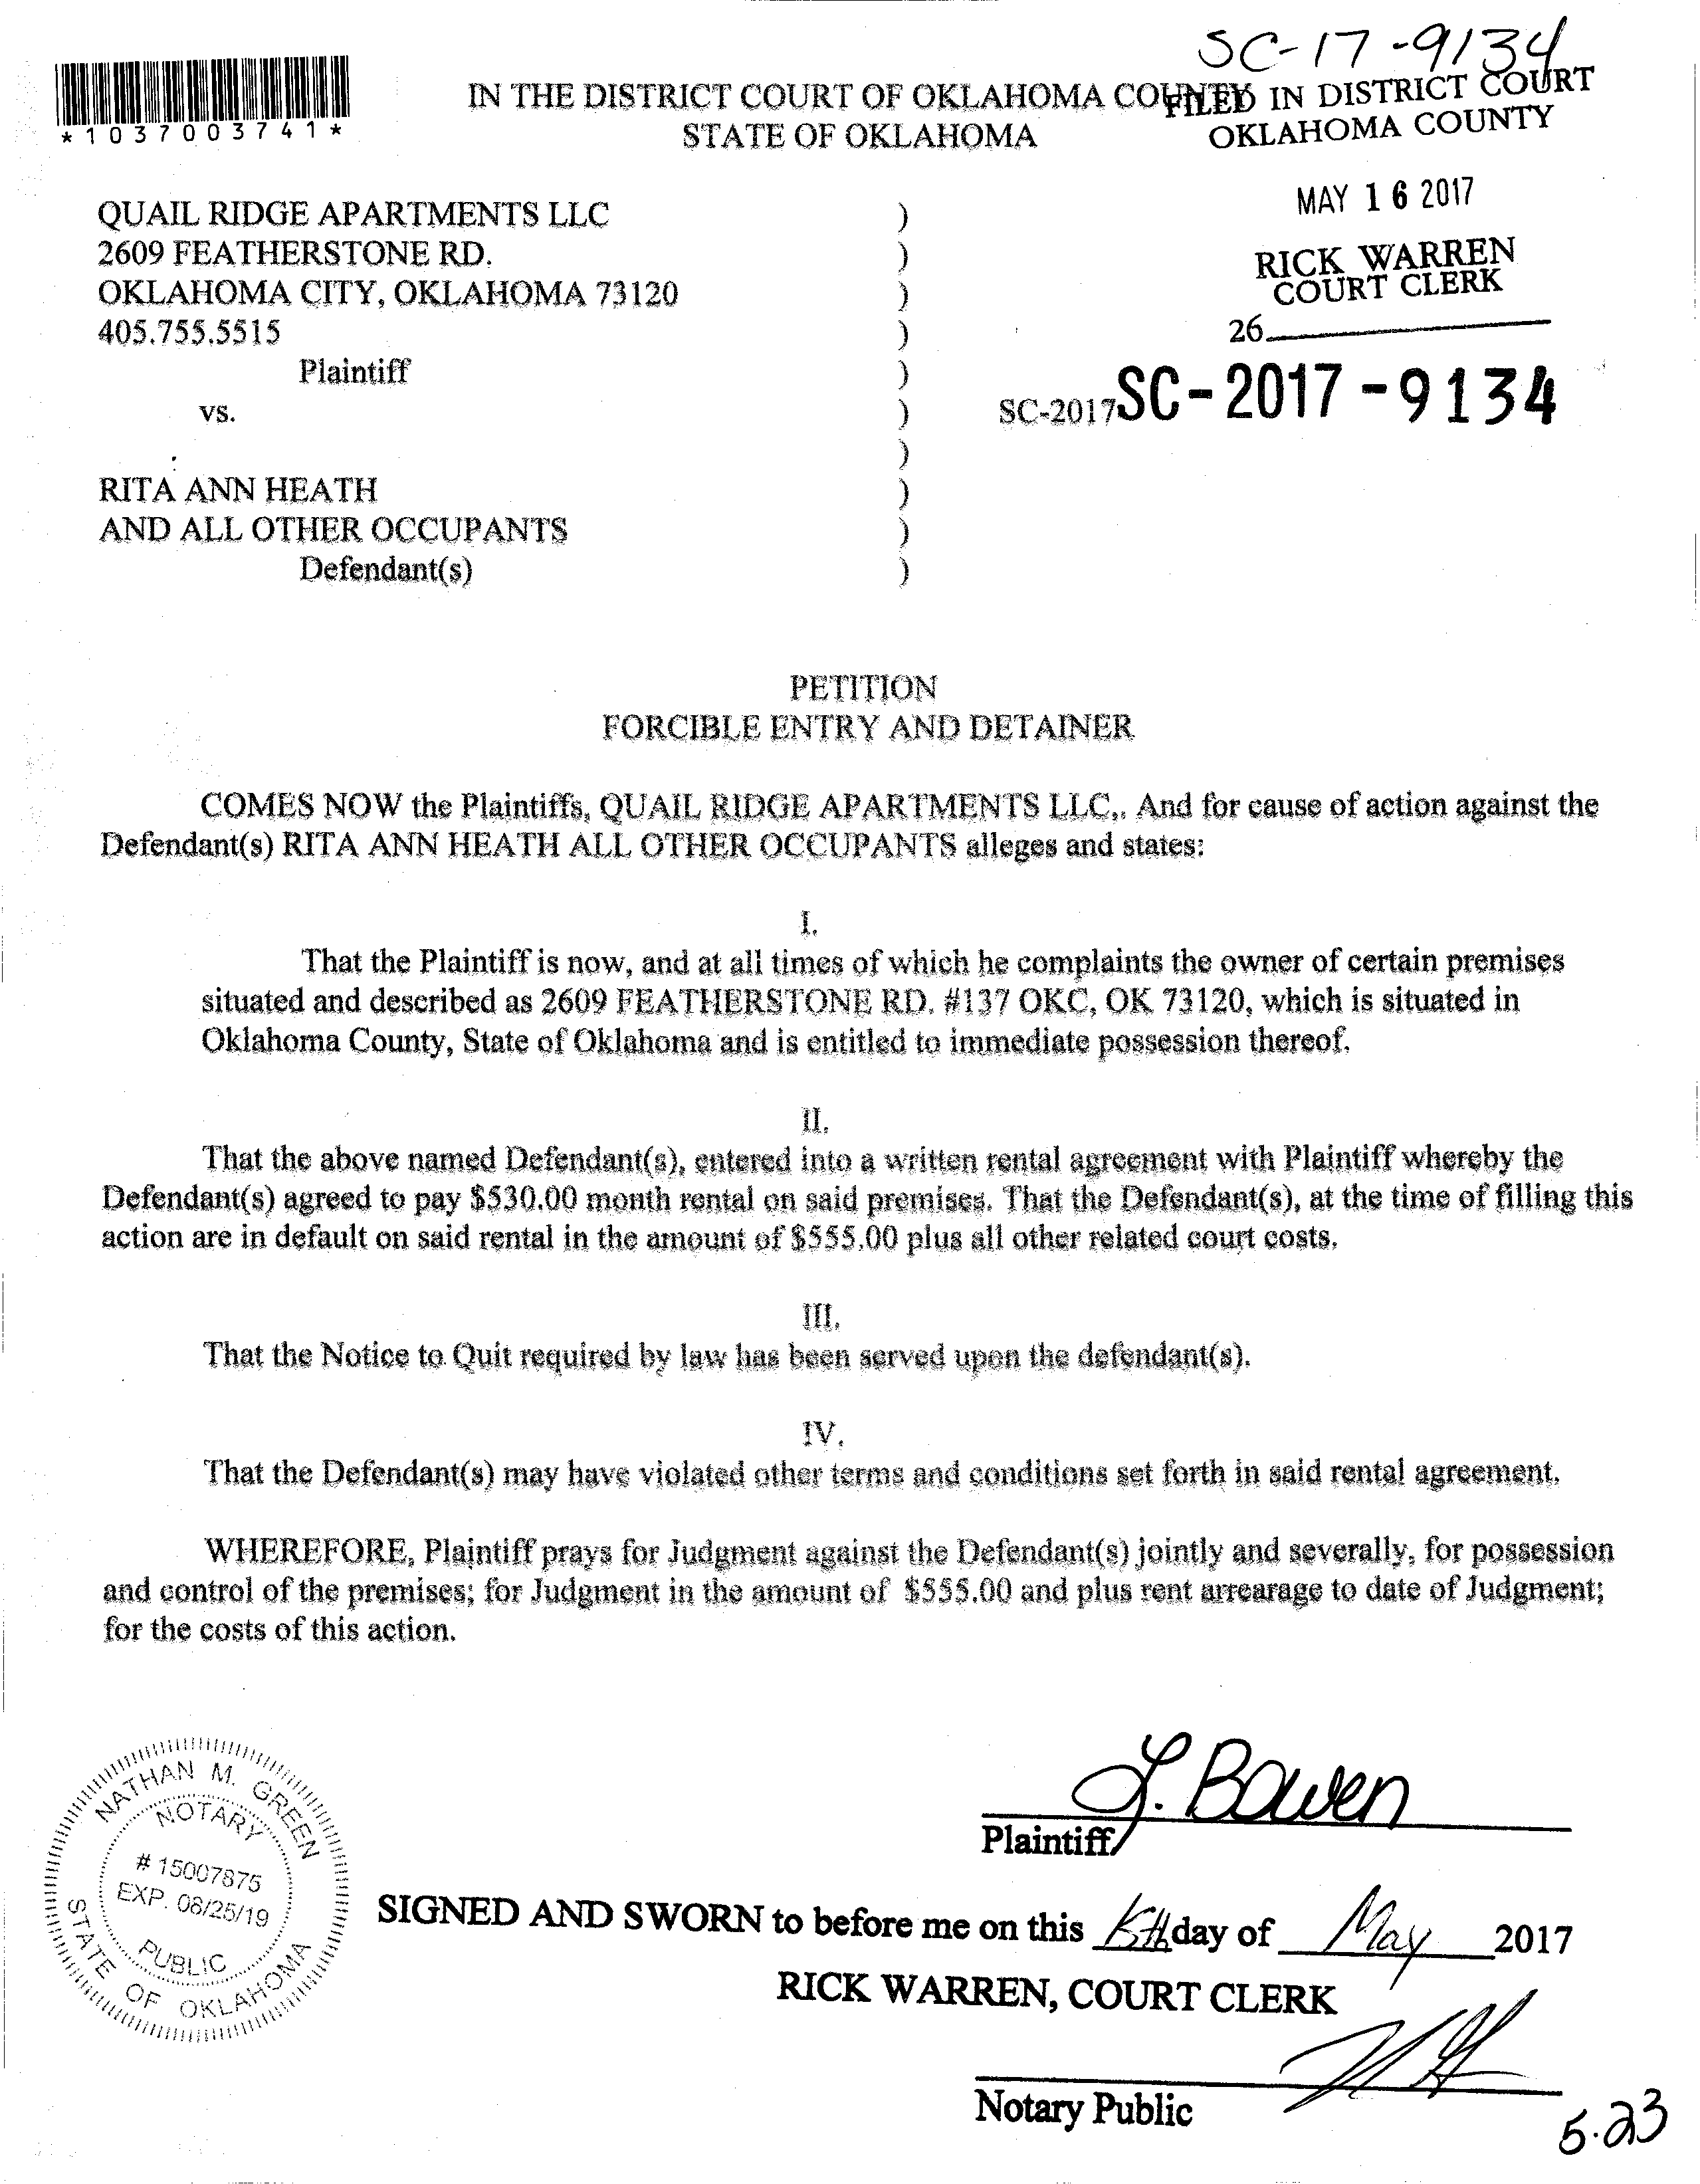 SC-17-9134
*1037003741*
IN THE DISTRICT COURT OF OKLAHOMA COUNTY
STATE OF OKLAHOMA
FILED IN DISTRICT COURT
OKLAHOMA COUNTY
MAY 16 2017
RICK WARREN
COURT CLERK
26
QUAIL RIDGE APARTMENTS LLC )
2609 FEATHERSTONE RD. )
OKLAHOMA CITY, OKLAHOMA 73120 )
405.755.5515 )
Plaintiff )
vs. ) SC-2017 SC-2017-9134
)
RITA ANN HEATH )
AND ALL OTHER OCCUPANTS )
Defendant(s) )
PETITION
FORCIBLE ENTRY AND DETAINER
COMES NOW the Plaintiffs, QUAIL RIDGE APARTMENTS LLC,. And for cause of action against the
Defendant(s) RITA ANN HEATH ALL OTHER OCCUPANTS alleges and states:
I.
That the Plaintiff is now, and at all times of which he complaints the owner of certain premises
situated and described as 2609 FEATHERSTONE RD. #137 OKC, OK 73120, which is situated in
Oklahoma County, State of Oklahoma and is entitled to immediate possession thereof.
II.
That the above named Defendant(s), entered into a written rental agreement with Plaintiff whereby the
Defendant(s) agreed to pay $530.00 month rental on said premises. That the Defendant(s), at the time of filling this
action are in default on said rental in the amount of $555.00 plus all other related court costs.
III.
That the Notice to Quit required by law has been served upon the defendant(s).
IV.
That the Defendant(s) may have violated other terms and conditions set forth in said rental agreement.
WHEREFORE, Plaintiff prays for Judgment against the Defendant(s) jointly and severally, for possession
and control of the premises; for Judgment in the amount of $555.00 and plus rent arrearage to date of Judgment;
for the costs of this action.
L. Bowen
Plaintiff
NATHAN M. GREEN
NOTARY
# 15007875
EXP. 08/25/19
PUBLIC
STATE OF OKLAHOMA
SIGNED AND SWORN to before me on this 15th day of May 2017
RICK WARREN, COURT CLERK
Notary Public
5.23